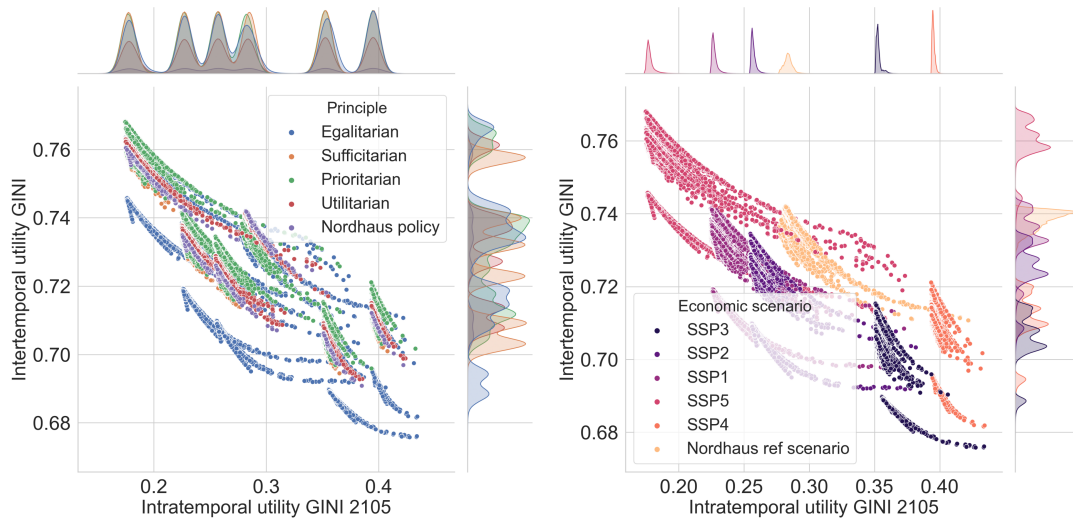 Principle
Egalitarian
Sufficitarian
Prioritarian
Utilitarian
Nordhaus policy
0.76
0.74
0.72
0.70
0.68
Intertemporal utility GINI
0.2
0.3
0.4
Intratemporal utility GINI 2105
0.76
0.74
0.72
0.70
0.68
Intertemporal utility GINI
Economic scenario
SSP3
SSP2
SSP1
SSP5
SSP4
Nordhaus ref scenario
0.20
0.25
0.30
0.35
0.40
Intratemporal utility GINI 2105